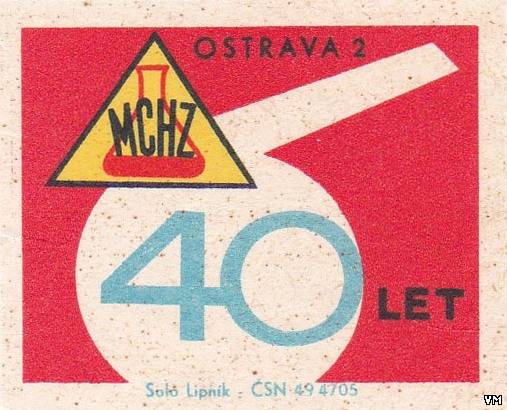 OSTRAVA 2
MCHZ
40
LET
Solo Lipník - ČSN 49 4705
VM